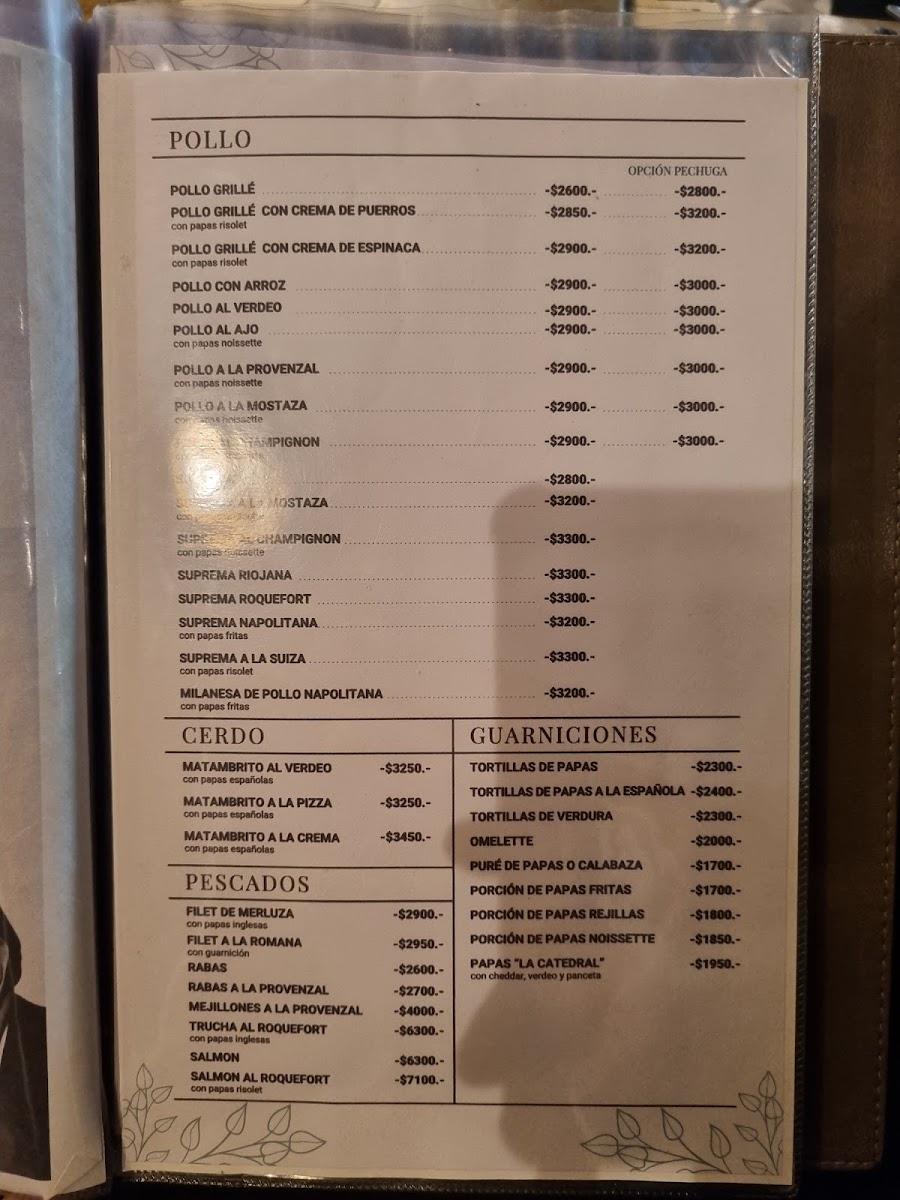 POLLO
OPCIÓN PECHUGA
POLLO GRILLÉ -$2600.- -$2800.-
POLLO GRILLÉ CON CREMA DE PUERROS -$2850.- -$3200.-
con papas risolet
POLLO GRILLÉ CON CREMA DE ESPINACA -$2900.- -$3200.-
con papas risolet
POLLO CON ARROZ -$2900.- -$3000.-
POLLO AL VERDEO -$2900.- -$3000.-
POLLO AL AJO -$2900.- -$3000.-
con papas noissette
POLLO A LA PROVENZAL -$2900.- -$3000.-
con papas noissette
POLLO A LA MOSTAZA -$2900.- -$3000.-
con papas noissette
CHAMPIGNON -$2900.- -$3000.-
-$2800.-
A LA MOSTAZA -$3200.-
SUPREMA AL CHAMPIGNON -$3300.-
con papas noissette
SUPREMA RIOJANA -$3300.-
SUPREMA ROQUEFORT -$3300.-
SUPREMA NAPOLITANA -$3200.-
con papas fritas
SUPREMA A LA SUIZA -$3300.-
con papas risolet
MILANESA DE POLLO NAPOLITANA -$3200.-
con papas fritas
CERDO
MATAMBRITO AL VERDEO -$3250.-
con papas españolas
MATAMBRITO A LA PIZZA -$3250.-
con papas españolas
MATAMBRITO A LA CREMA -$3450.-
con papas españolas
PESCADOS
FILET DE MERLUZA -$2900.-
con papas inglesas
FILET A LA ROMANA -$2950.-
con guarnición
RABAS -$2600.-
RABAS A LA PROVENZAL -$2700.-
MEJILLONES A LA PROVENZAL -$4000.-
TRUCHA AL ROQUEFORT -$6300.-
con papas inglesas
SALMON -$6300.-
SALMON AL ROQUEFORT -$7100.-
con papas risolet
GUARNICIONES
TORTILLAS DE PAPAS -$2300.-
TORTILLAS DE PAPAS A LA ESPAÑOLA -$2400.-
TORTILLAS DE VERDURA -$2300.-
OMELETTE -$2000.-
PURÉ DE PAPAS O CALABAZA -$1700.-
PORCIÓN DE PAPAS FRITAS -$1700.-
PORCIÓN DE PAPAS REJILLAS -$1800.-
PORCIÓN DE PAPAS NOISSETTE -$1850.-
PAPAS "LA CATEDRAL" -$1950.-
con cheddar, verdeo y panceta